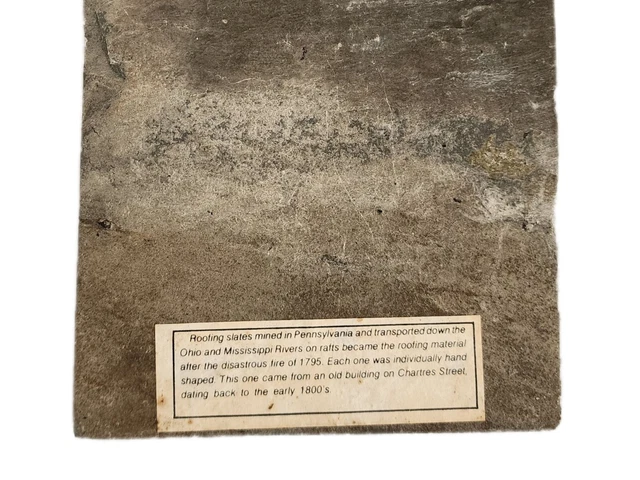 Roofing slates mined in Pennsylvania and transported down the
Ohio and Mississippi Rivers on rafts became the roofing material
after the disastrous fire of 1795. Each one was individually hand
shaped. This one came from an old building on Chartres Street,
dating back to the early 1800's.